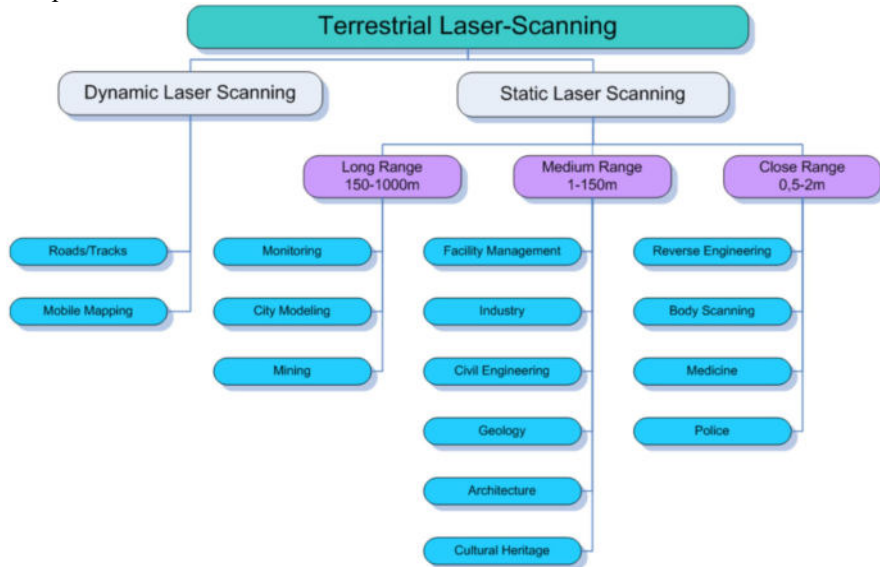 Terrestrial Laser-Scanning
Dynamic Laser Scanning
Static Laser Scanning
Long Range
150-1000m
Medium Range
1-150m
Close Range
0,5-2m
Roads/Tracks
Monitoring
Facility Management
Reverse Engineering
Mobile Mapping
City Modeling
Industry
Body Scanning
Mining
Civil Engineering
Medicine
Geology
Police
Architecture
Cultural Heritage